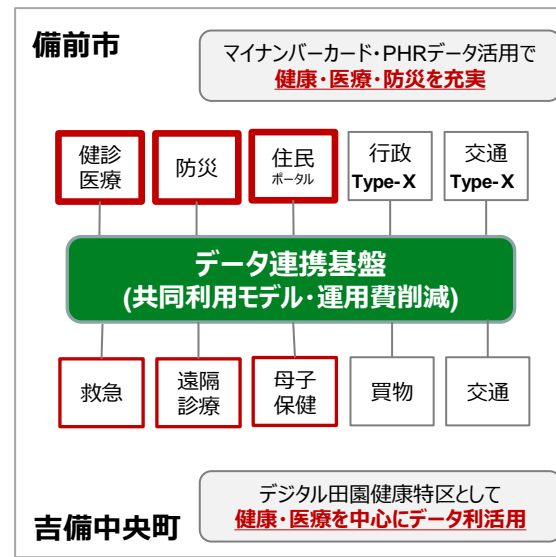 備前市
マイナンバーカード・PHRデータ活用で
健康・医療・防災を充実
健診
医療
防災
住民
ポータル
行政
Type-X
交通
Type-X
データ連携基盤
(共同利用モデル・運用費削減)
救急
遠隔
診療
母子
保健
買物
交通
デジタル田園健康特区として
健康・医療を中心にデータ利活用
吉備中央町